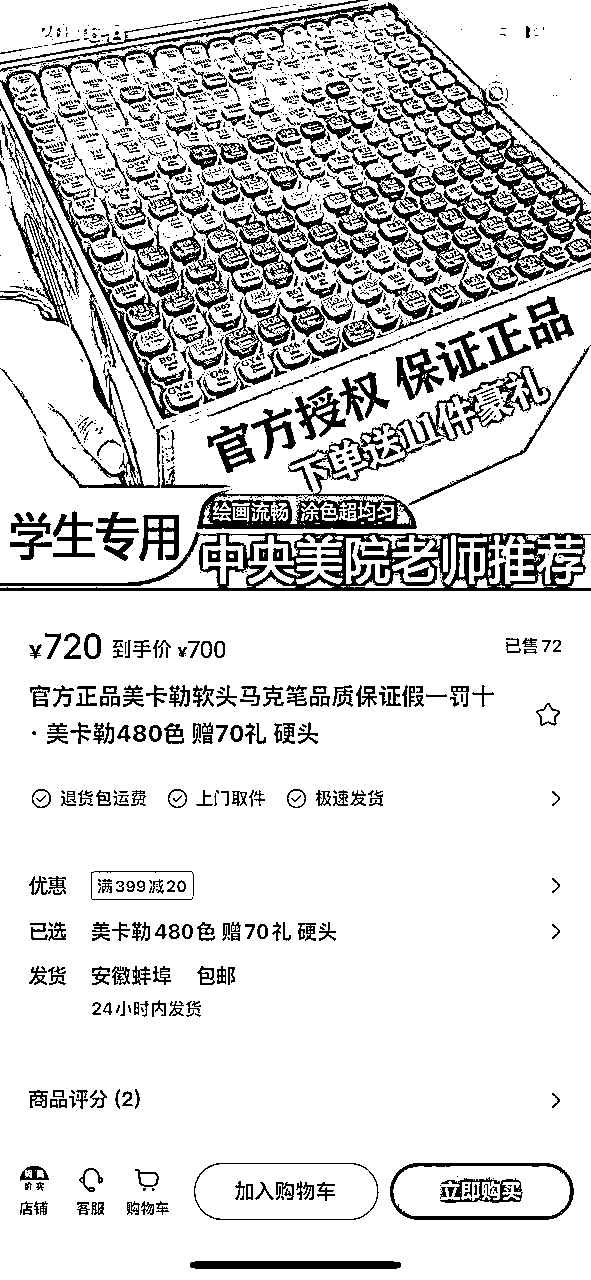 官方授权 保证正品
下单送11件豪礼
绘画流畅 涂色超均匀
学生专用
中央美院老师推荐
¥720 到手价 ¥700
已售72
官方正品美卡勒软头马克笔品质保证假一罚十
· 美卡勒480色 赠70礼 硬头
退货包运费 上门取件 极速发货
优惠 满399减20
已选 美卡勒480色 赠70礼 硬头
发货 安徽蚌埠 包邮
24小时内发货
商品评分 (2)
店铺 客服 购物车 加入购物车 立即购买